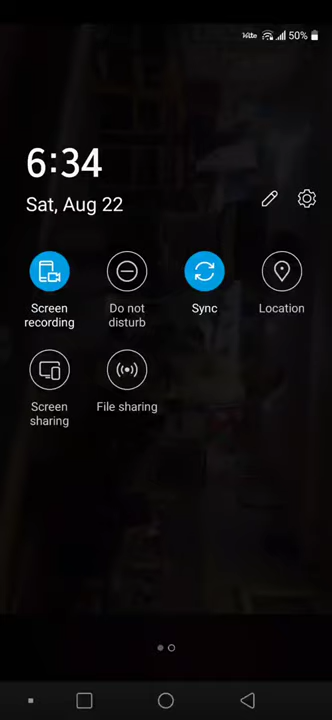 VoLTE 50%
6:34
Sat, Aug 22
Screen recording
Do not disturb
Sync
Location
Screen sharing
File sharing